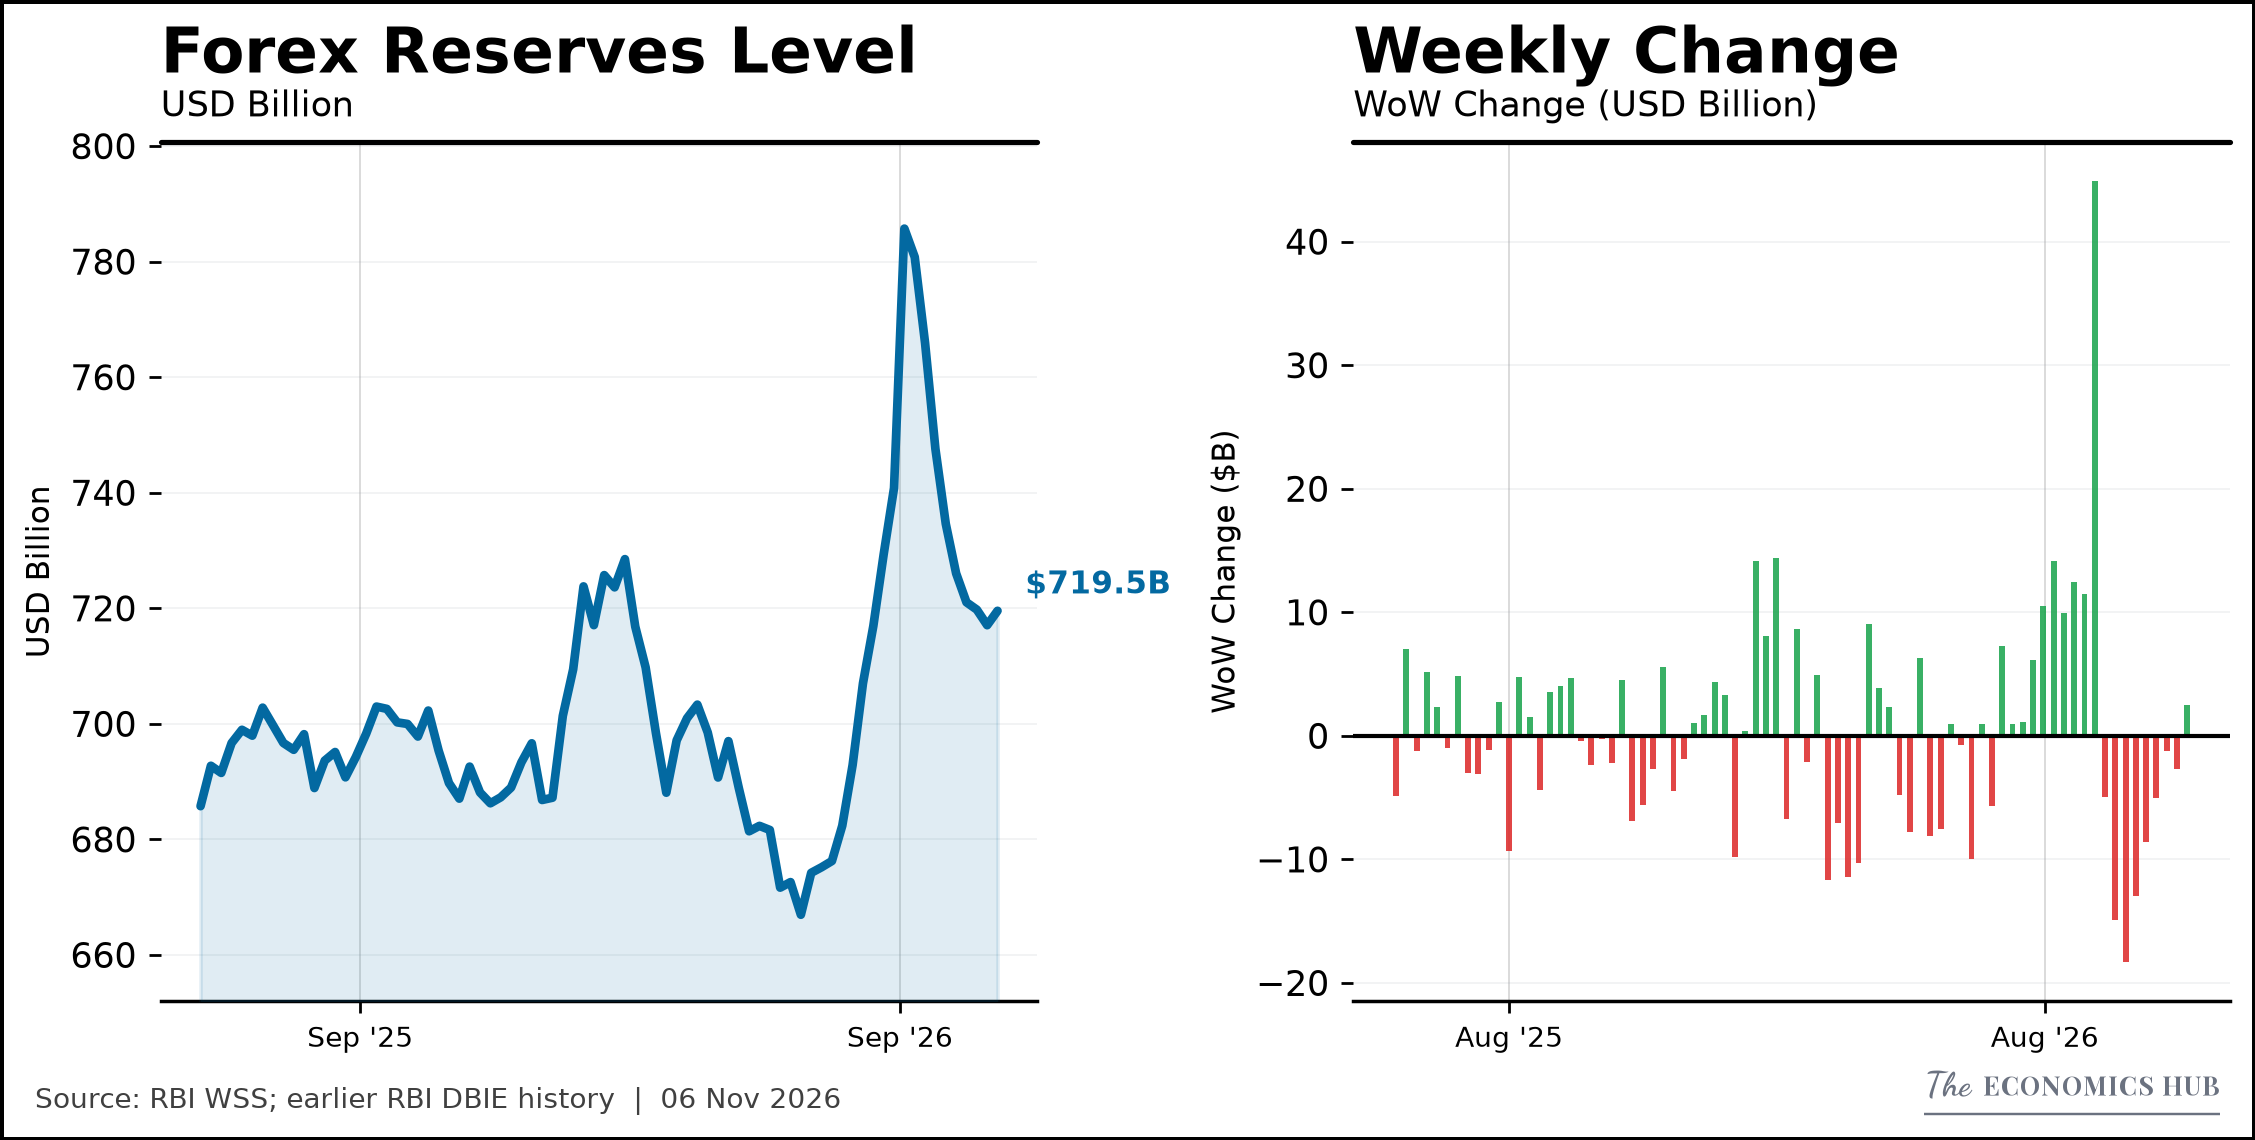 Forex Reserves Level
USD Billion
800
780
760
740
720
700
680
660
USD Billion
$719.5B
Sep '25
Sep '26
Weekly Change
WoW Change (USD Billion)
40
30
20
10
0
−10
−20
WoW Change ($B)
Aug '25
Aug '26
Source: RBI WSS; earlier RBI DBIE history | 06 Nov 2026
The ECONOMICS HUB